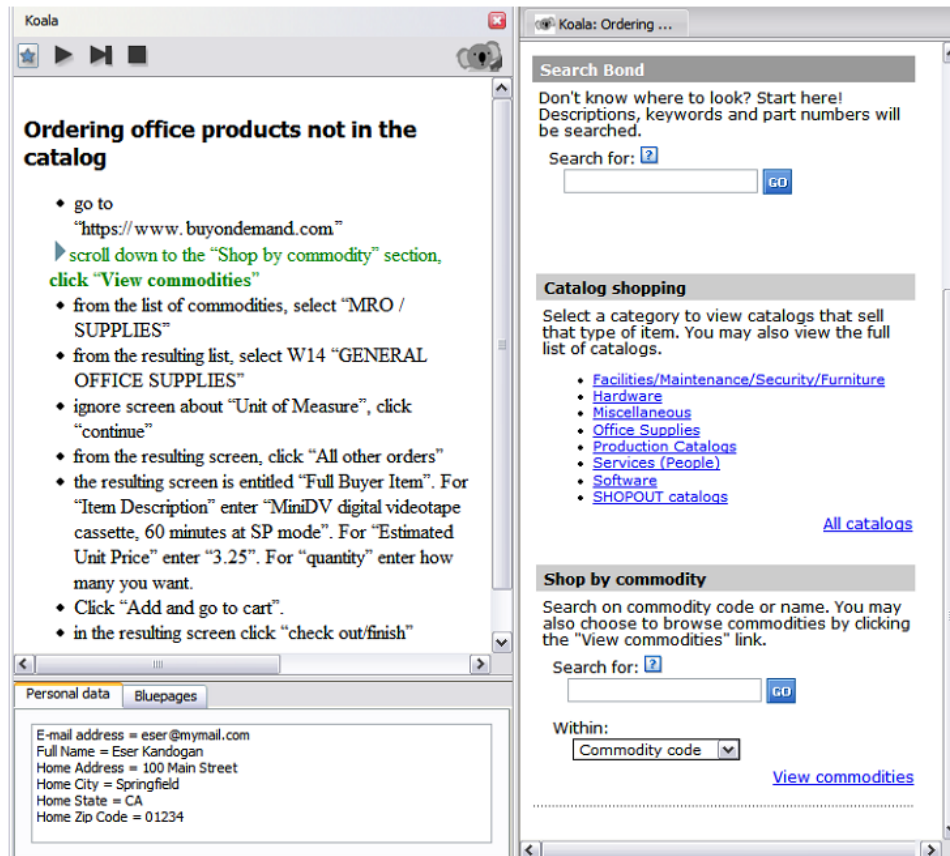 Koala
Ordering office products not in the
catalog
go to
“https://www.buyondemand.com”
scroll down to the “Shop by commodity” section,
click “View commodities”
from the list of commodities, select “MRO /
SUPPLIES”
from the resulting list, select W14 “GENERAL
OFFICE SUPPLIES”
ignore screen about “Unit of Measure”, click
“continue”
from the resulting screen, click “All other orders”
the resulting screen is entitled “Full Buyer Item”. For
“Item Description” enter “MiniDV digital videotape
cassette, 60 minutes at SP mode”. For “Estimated
Unit Price” enter “3.25”. For “quantity” enter how
many you want.
Click “Add and go to cart”.
in the resulting screen click “check out/finish”
Personal data
Bluepages
E-mail address = eser@mymail.com
Full Name = Eser Kandogan
Home Address = 100 Main Street
Home City = Springfield
Home State = CA
Home Zip Code = 01234
Koala: Ordering ...
Search Bond
Don't know where to look? Start here!
Descriptions, keywords and part numbers will
be searched.
Search for: ?
GO
Catalog shopping
Select a category to view catalogs that sell
that type of item. You may also view the full
list of catalogs.
Facilities/Maintenance/Security/Furniture
Hardware
Miscellaneous
Office Supplies
Production Catalogs
Services (People)
Software
SHOPOUT catalogs
All catalogs
Shop by commodity
Search on commodity code or name. You may
also choose to browse commodities by clicking
the "View commodities" link.
Search for: ?
GO
Within:
Commodity code
View commodities